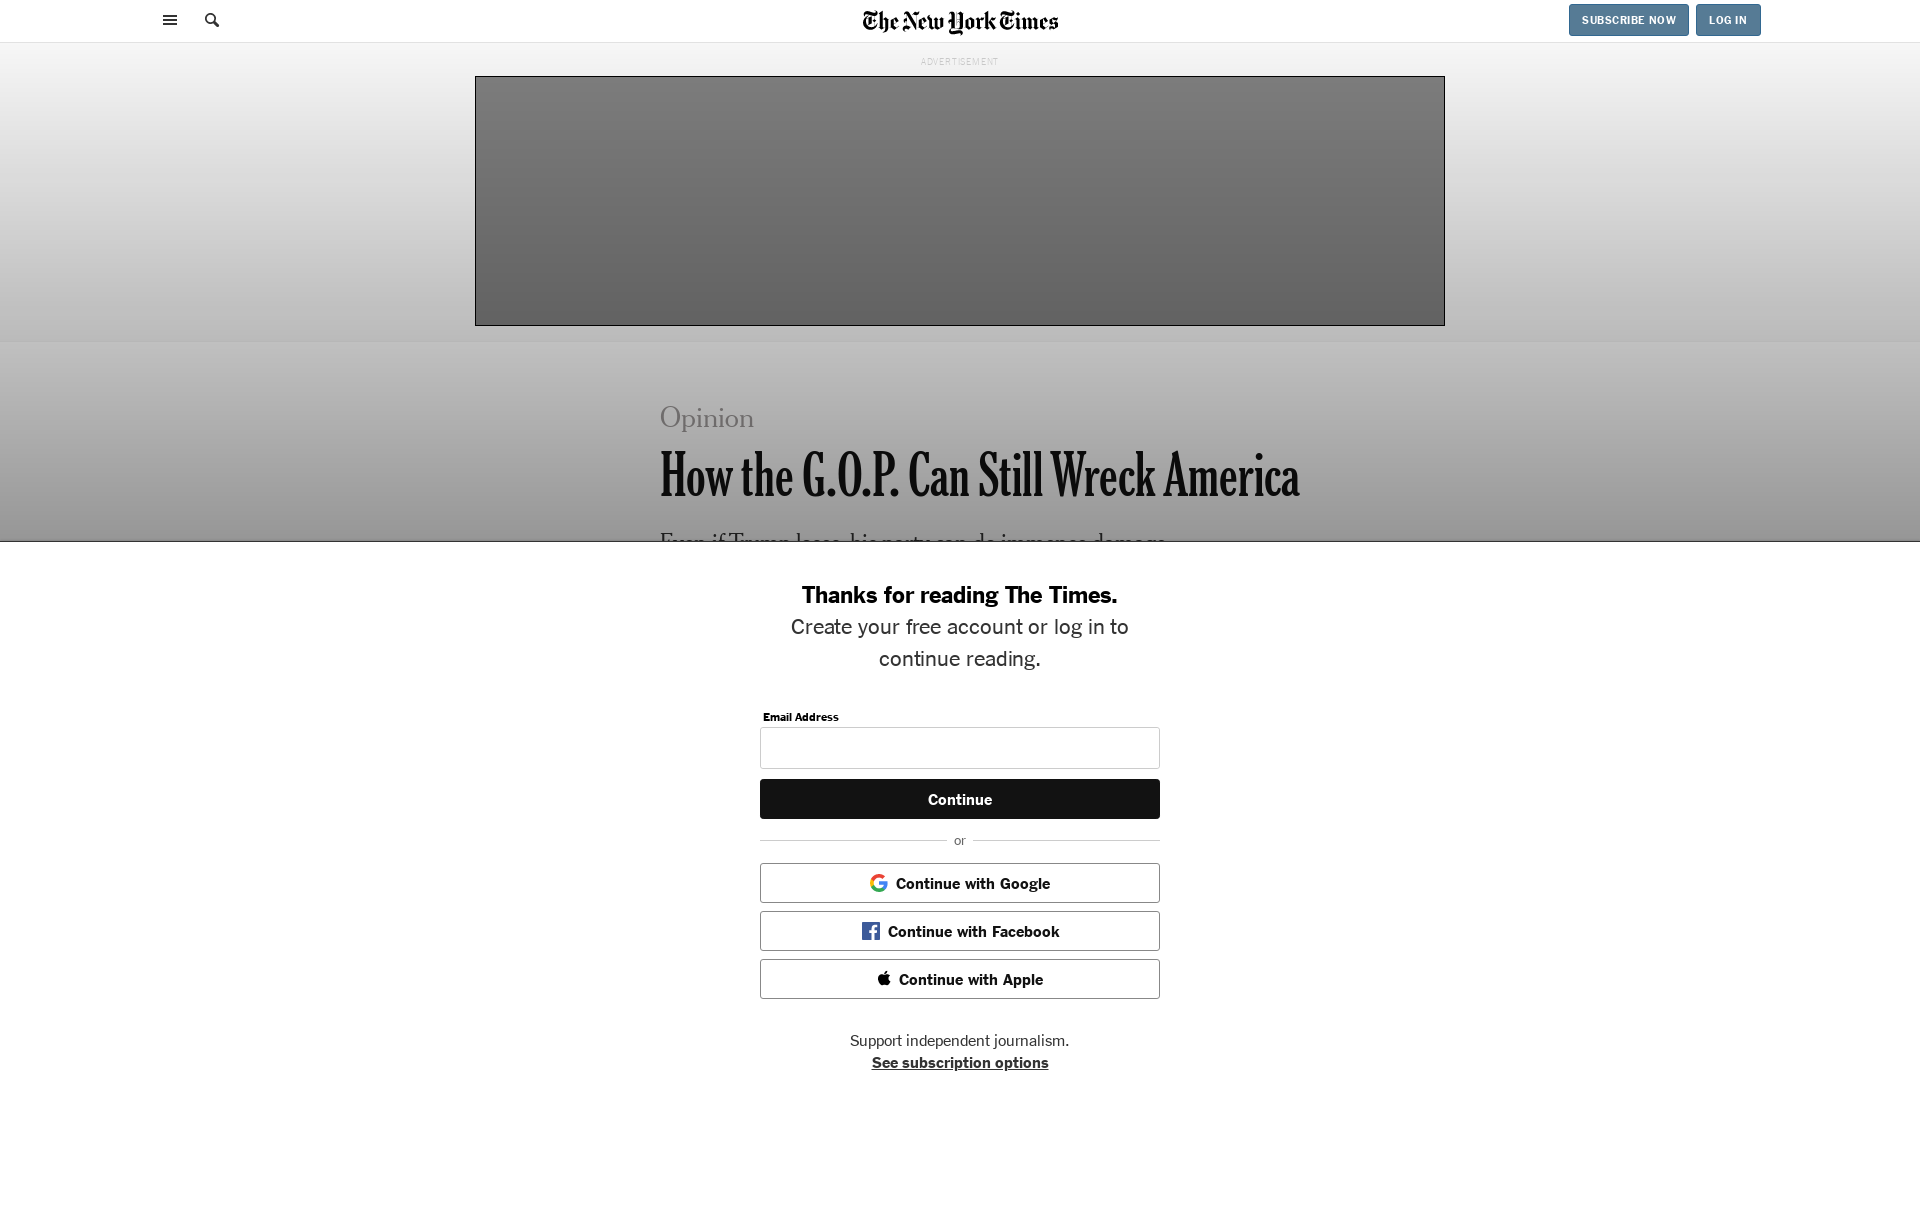 The New York Times
SUBSCRIBE NOW
LOG IN
ADVERTISEMENT
Opinion
How the G.O.P. Can Still Wreck America
Even if Trump loses, his party can do immense damage.
Thanks for reading The Times.
Create your free account or log in to
continue reading.
Email Address
Continue
or
Continue with Google
Continue with Facebook
Continue with Apple
Support independent journalism.
See subscription options